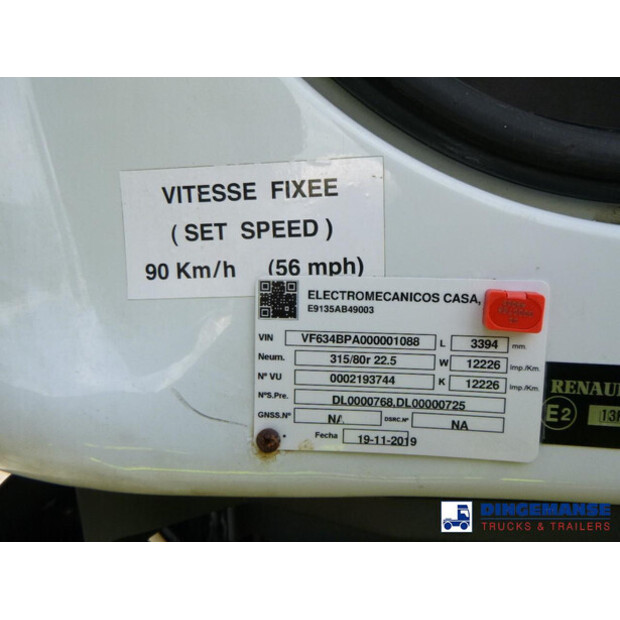 VITESSE FIXEE
( SET SPEED )
90 Km/h (56 mph)
ELECTROMECANICOS CASA,
E9135AB49003
VIN VF634BPA000001088 L 3394 mm.
Neum. 315/80r 22.5 W 12226 Imp./Km.
Nº VU 0002193744 K 12226 Imp./Km.
NºS.Pre. DL0000768,DL00000725
GNSS.Nº NA DSRC.Nº NA
Fecha 19-11-2019
RENAUL
E2
DINGEMANSE
TRUCKS & TRAILERS